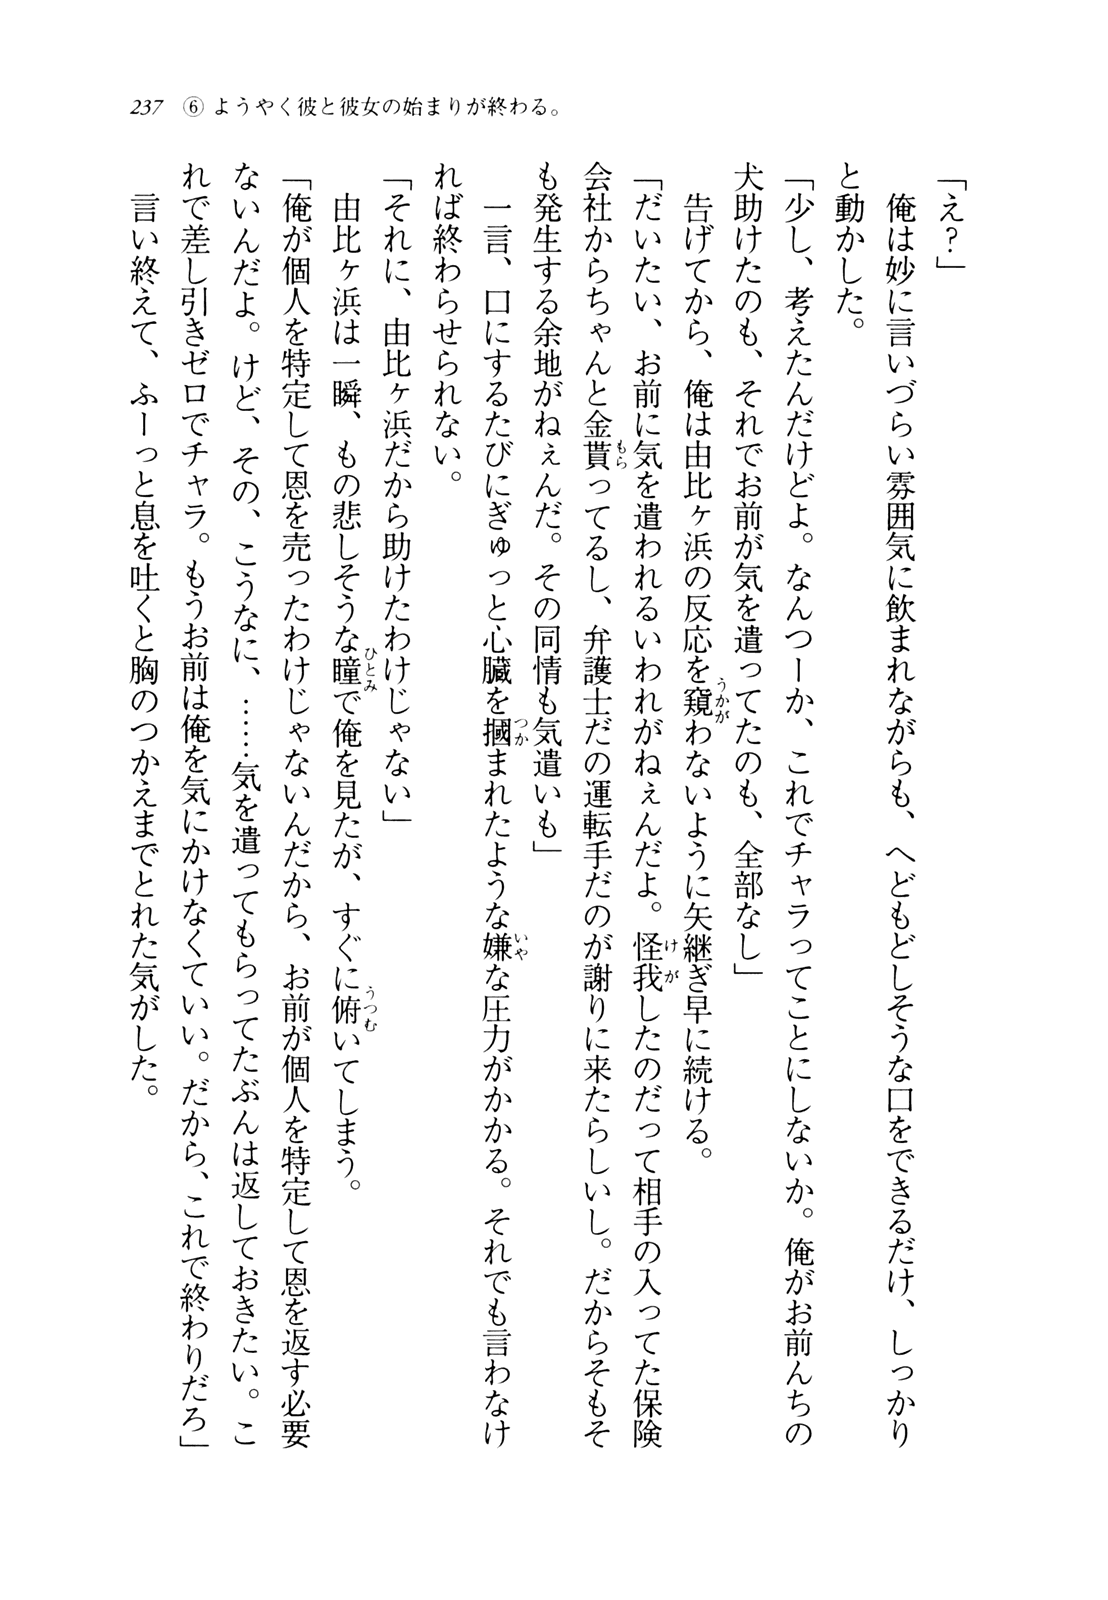 237　⑥ ようやく彼と彼女の始まりが終わる。
「え？」
　俺は妙に言いづらい雰囲気に飲まれながらも、へどもどしそうな口をできるだけ、しっかり
と動かした。
「少し、考えたんだけどよ。なんつーか、これでチャラってことにしないか。俺がお前んちの
犬助けたのも、それでお前が気を遣ってたのも、全部なし」
　告げてから、俺は由比ヶ浜の反応を窺わないように矢継ぎ早に続ける。
「だいたい、お前に気を遣われるいわれがねぇんだよ。怪我したのだって相手の入ってた保険
会社からちゃんと金貰ってるし、弁護士だの運転手だのが謝りに来たらしいし。だからそもそ
も発生する余地がねぇんだ。その同情も気遣いも」
　一言、口にするたびにぎゅっと心臓を摑まれたような嫌な圧力がかかる。それでも言わなけ
れば終わらせられない。
「それに、由比ヶ浜だから助けたわけじゃない」
　由比ヶ浜は一瞬、もの悲しそうな瞳で俺を見たが、すぐに俯いてしまう。
「俺が個人を特定して恩を売ったわけじゃないんだから、お前が個人を特定して恩を返す必要
ないんだよ。けど、その、こうなに、……気を遣ってもらってたぶんは返しておきたい。こ
れで差し引きゼロでチャラ。もうお前は俺を気にかけなくていい。だから、これで終わりだろ」
　言い終えて、ふーっと息を吐くと胸のつかえまでとれた気がした。